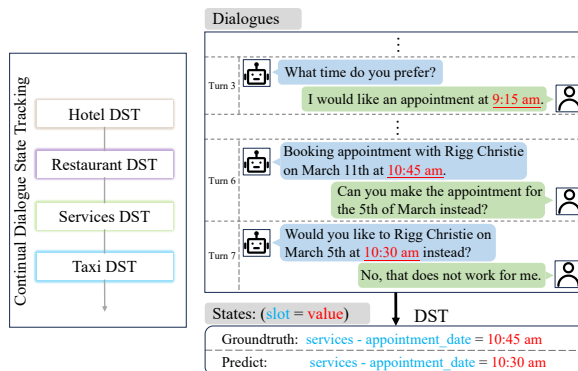 Continual Dialogue State Tracking
Hotel DST
Restaurant DST
Services DST
Taxi DST
Dialogues
⋮
Turn 3
What time do you prefer?
I would like an appointment at 9:15 am.
⋮
Turn 6
Booking appointment with Rigg Christie
on March 11th at 10:45 am.
Can you make the appointment for
the 5th of March instead?
Turn 7
Would you like to Rigg Christie on
March 5th at 10:30 am instead?
No, that does not work for me.
States: (slot = value)
DST
Groundtruth: services - appointment_date = 10:45 am
Predict: services - appointment_date = 10:30 am